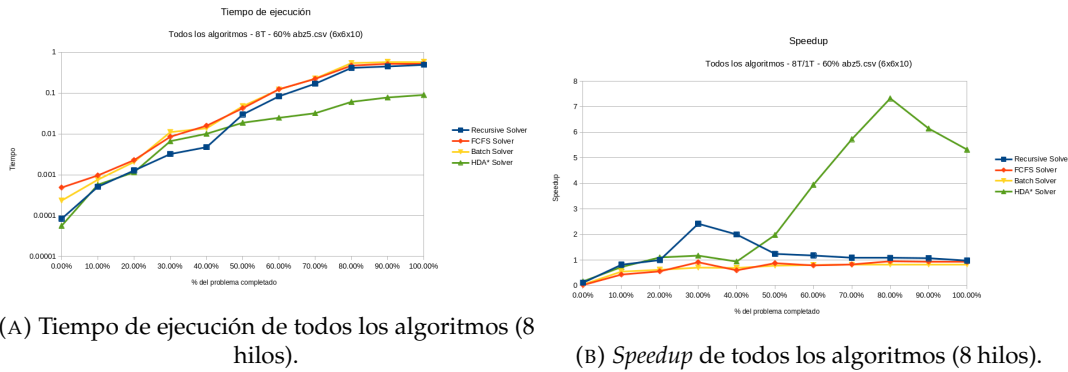 Tiempo de ejecución
Todos los algoritmos - 8T - 60% abz5.csv (6x6x10)
1
0.1
0.01
0.001
0.0001
0.00001
Tiempo
0.00% 10.00% 20.00% 30.00% 40.00% 50.00% 60.00% 70.00% 80.00% 90.00% 100.00%
% del problema completado
Recursive Solver
FCFS Solver
Batch Solver
HDA* Solver
(A) Tiempo de ejecución de todos los algoritmos (8
hilos).
Speedup
Todos los algoritmos - 8T/1T - 60% abz5.csv (6x6x10)
8
7
6
5
4
3
2
1
0
Speedup
0.00% 10.00% 20.00% 30.00% 40.00% 50.00% 60.00% 70.00% 80.00% 90.00% 100.00%
% del problema completado
Recursive Solver
FCFS Solver
Batch Solver
HDA* Solver
(B) Speedup de todos los algoritmos (8 hilos).